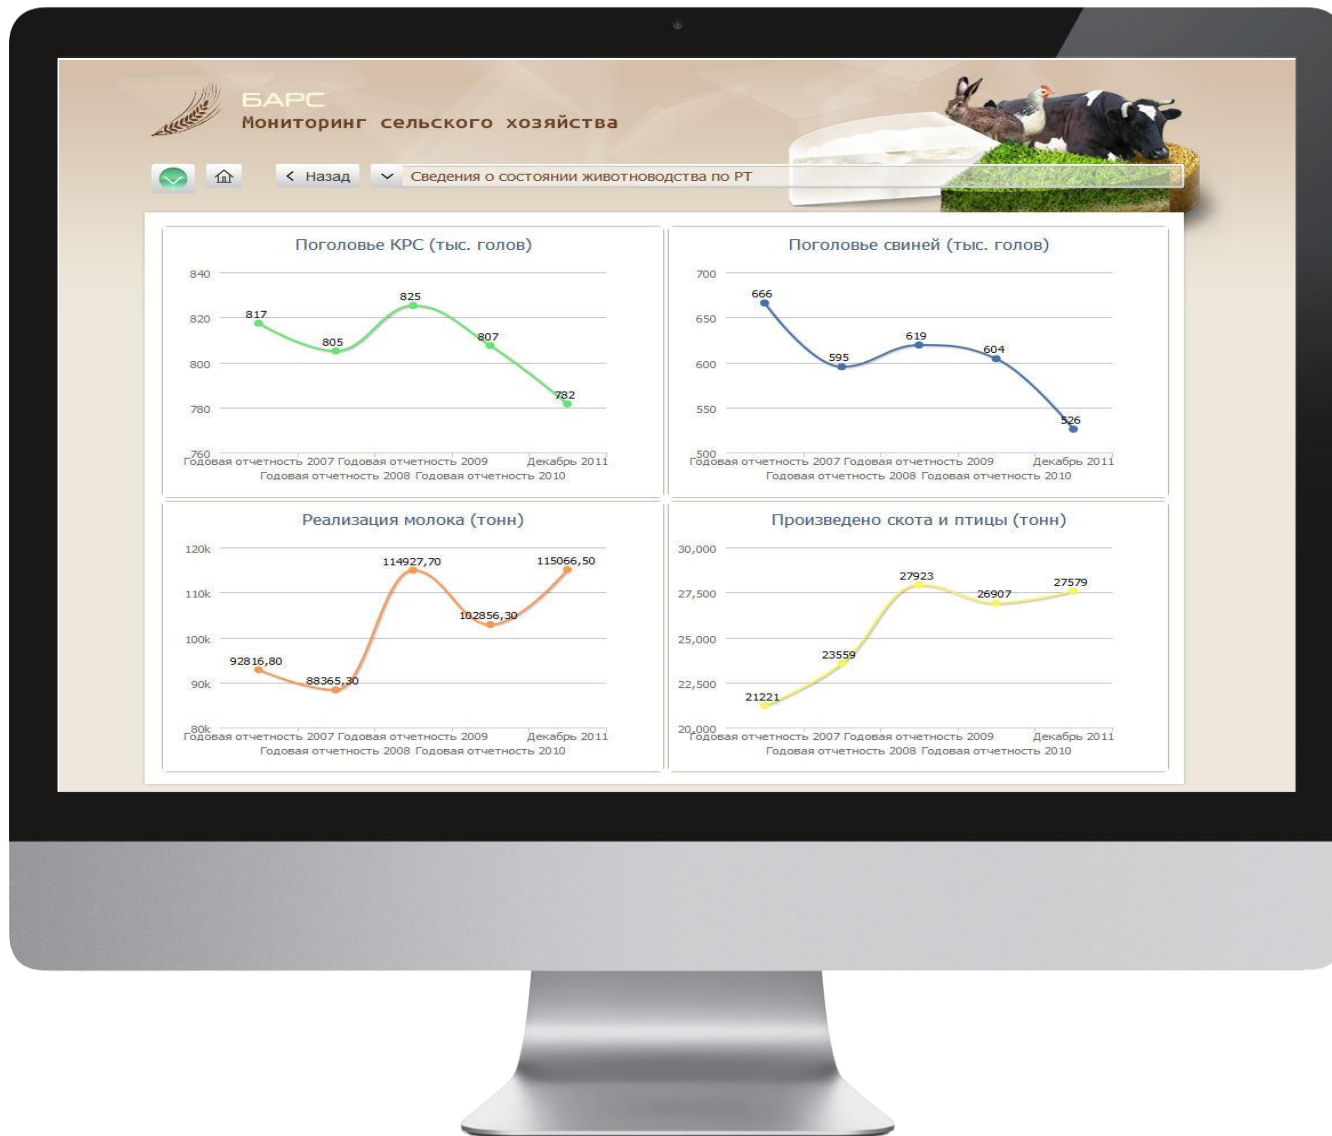 БАРС
Мониторинг сельского хозяйства
Назад
Сведения о состоянии животноводства по РТ
Поголовье КРС (тыс. голов)
840
820
800
780
760
817
805
825
807
782
Годовая отчетность 2007 Годовая отчетность 2009 Декабрь 2011
Годовая отчетность 2008 Годовая отчетность 2010
Поголовье свиней (тыс. голов)
700
650
600
550
500
666
595
619
604
526
Годовая отчетность 2007 Годовая отчетность 2009 Декабрь 2011
Годовая отчетность 2008 Годовая отчетность 2010
Реализация молока (тонн)
120k
110k
100k
90k
80k
92816,80
88365,30
114927,70
102856,30
115066,50
Годовая отчетность 2007 Годовая отчетность 2009 Декабрь 2011
Годовая отчетность 2008 Годовая отчетность 2010
Произведено скота и птицы (тонн)
30,000
27,500
25,000
22,500
20,000
21221
23559
27923
26907
27579
Годовая отчетность 2007 Годовая отчетность 2009 Декабрь 2011
Годовая отчетность 2008 Годовая отчетность 2010